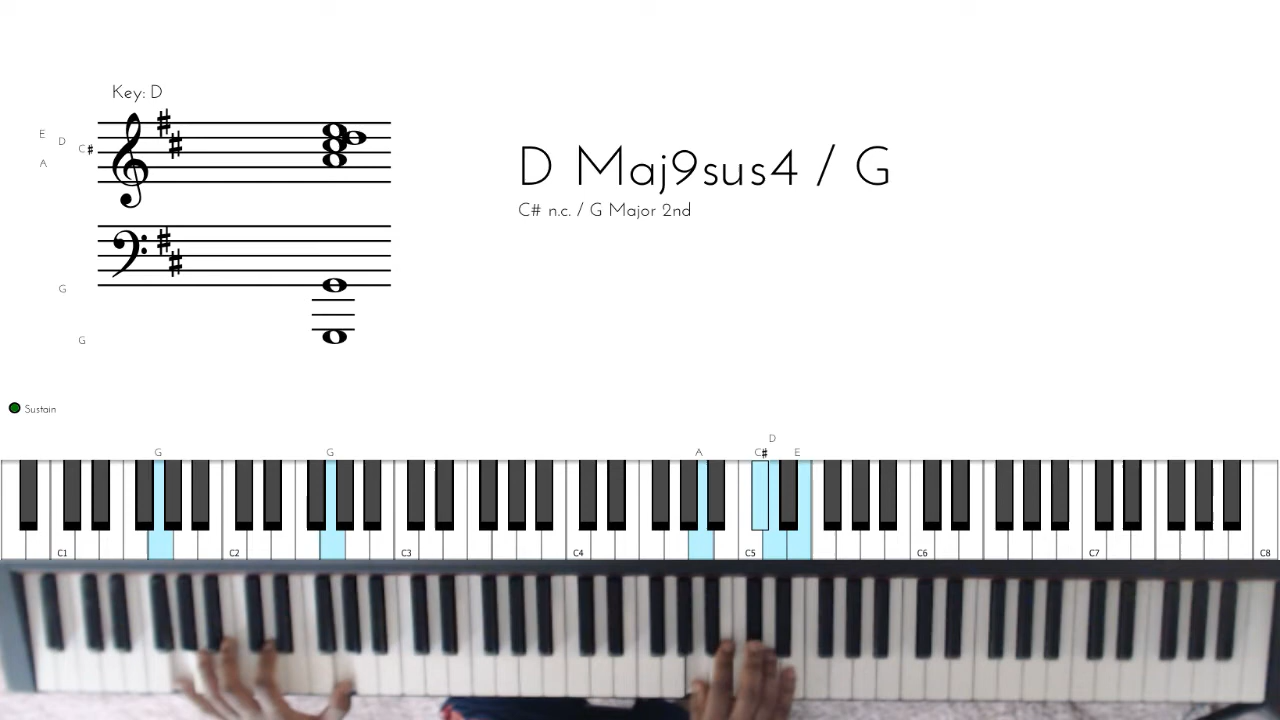 Key: D
E
D
C#
A
D Maj9sus4 / G
C# n.c. / G Major 2nd
G
G
Sustain
D
G G A C# E
C1 C2 C3 C4 C5 C6 C7 C8